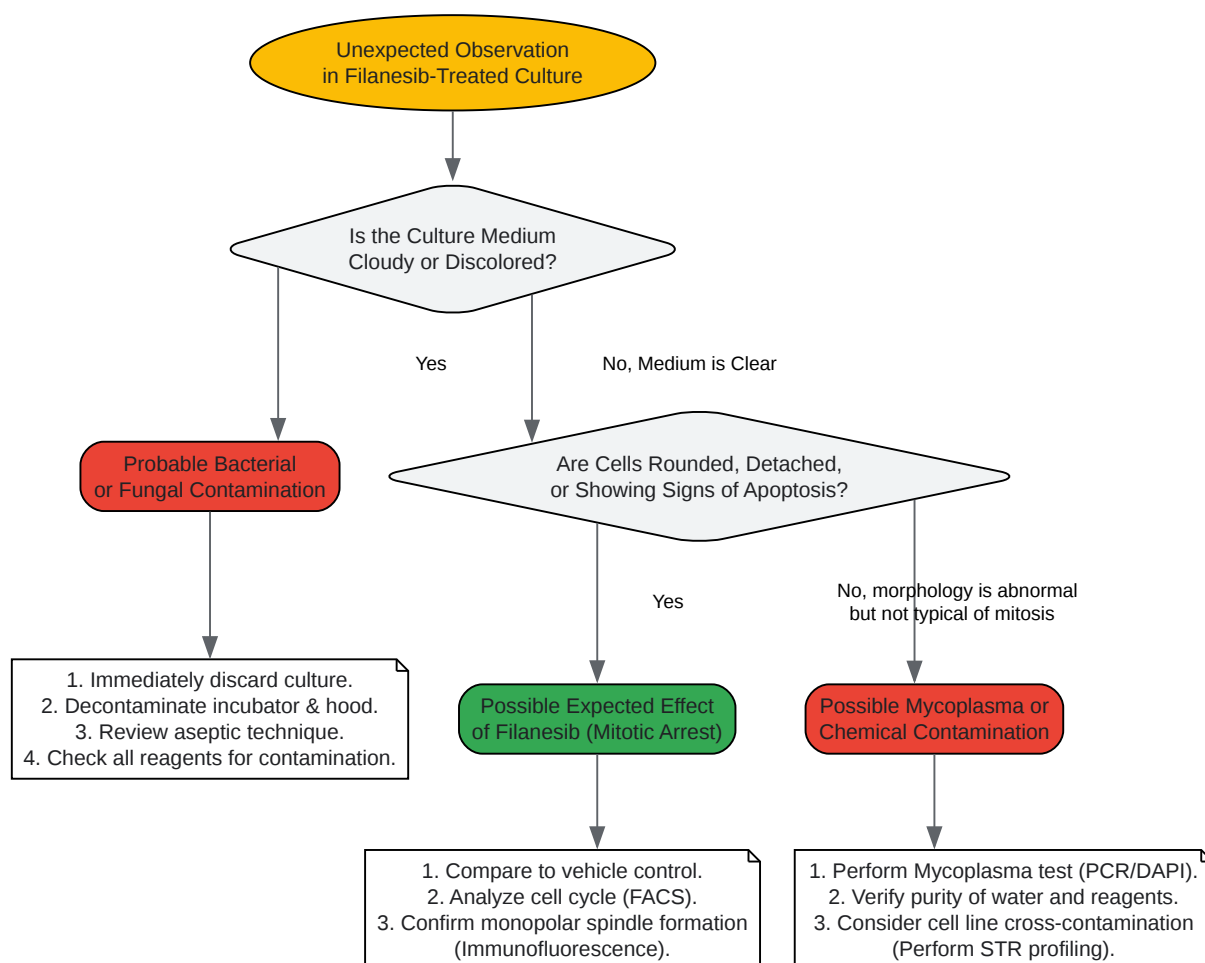 Unexpected Observation
in Filanesib-Treated Culture
Is the Culture Medium
Cloudy or Discolored?
Yes
No, Medium is Clear
Probable Bacterial
or Fungal Contamination
Are Cells Rounded, Detached,
or Showing Signs of Apoptosis?
Yes
No, morphology is abnormal
but not typical of mitosis
1. Immediately discard culture.
2. Decontaminate incubator & hood.
3. Review aseptic technique.
4. Check all reagents for contamination.
Possible Expected Effect
of Filanesib (Mitotic Arrest)
Possible Mycoplasma or
Chemical Contamination
1. Compare to vehicle control.
2. Analyze cell cycle (FACS).
3. Confirm monopolar spindle formation
(Immunofluorescence).
1. Perform Mycoplasma test (PCR/DAPI).
2. Verify purity of water and reagents.
3. Consider cell line cross-contamination
(Perform STR profiling).